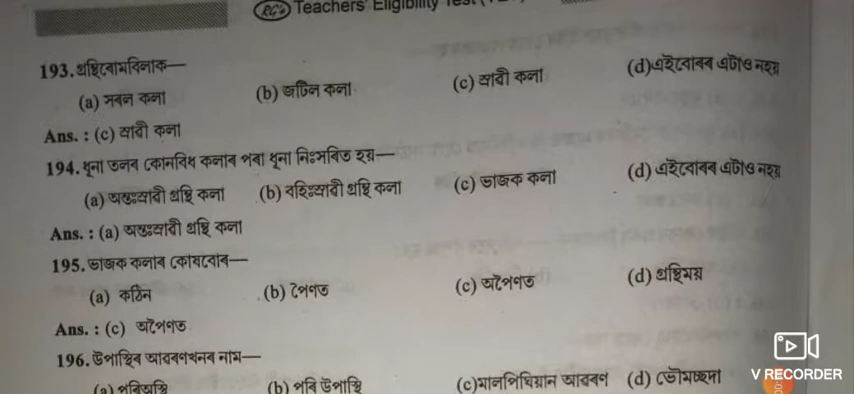 Teachers' Eligibility Test
193. গ্ৰন্থিৰোমবিলাক—
(a) সৰল কলা (b) জটিল কলা (c) স্ৰাবী কলা (d) এইবোৰৰ এটাও নহয়
Ans. : (c) স্ৰাবী কলা
194. ধূনা তলৰ কোনবিধ কলাৰ পৰা ধূনা নিঃসৰিত হয়—
(a) অন্তঃস্ৰাবী গ্ৰন্থি কলা (b) বহিঃস্ৰাবী গ্ৰন্থি কলা (c) ভাজক কলা (d) এইবোৰৰ এটাও নহয়
Ans. : (a) অন্তঃস্ৰাবী গ্ৰন্থি কলা
195. ভাজক কলাৰ কোষবোৰ—
(a) কঠিন (b) পৈণত (c) অপৈণত (d) গ্ৰন্থিময়
Ans. : (c) অপৈণত
196. উপাস্থিৰ আৱৰণখনৰ নাম—
(a) পৰিঅস্থি (b) পৰি উপাস্থি (c) মালপিঘিয়ান আৱৰণ (d)
V RECORDER